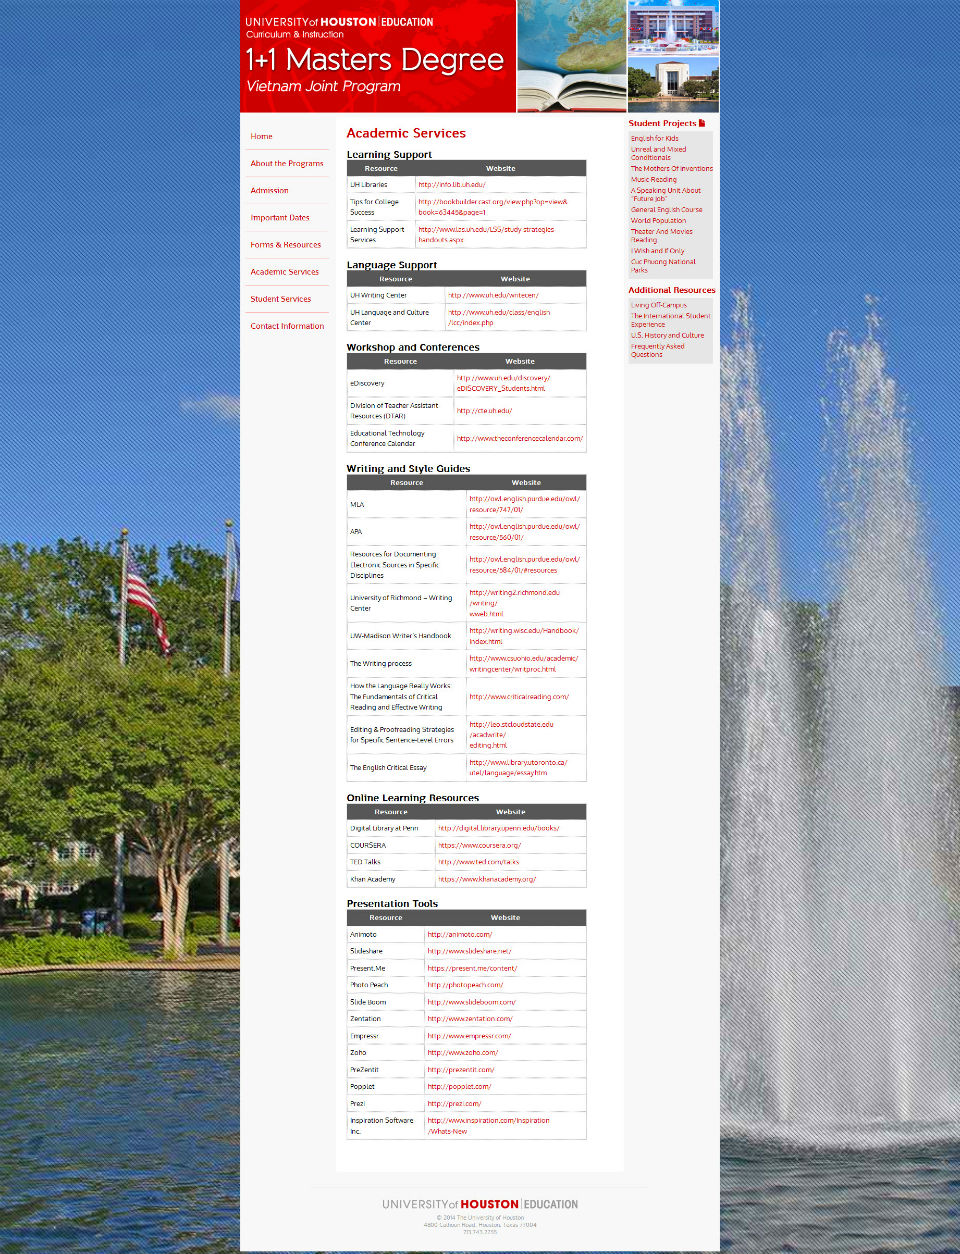 UNIVERSITY of HOUSTON | EDUCATION
Curriculum & Instruction
1+1 Masters Degree
Vietnam Joint Program
Home
About the Programs
Admission
Important Dates
Forms & Resources
Academic Services
Student Services
Contact Information
Academic Services
Learning Support
Resource Website
UH Libraries http://info.lib.uh.edu/
Tips for College
Success
http://bookbuilder.cast.org/view.php?op=view&
book=63445&page=1
Learning Support
Services
http://www.las.uh.edu/LSS/study-strategies-
handouts.aspx
Language Support
Resource Website
UH Writing Center http://www.uh.edu/writecen/
UH Language and Culture
Center
http://www.uh.edu/class/english
/lcc/index.php
Workshop and Conferences
Resource Website
eDiscovery
http://www.uh.edu/discovery/
eDISCOVERY_Students.html
Division of Teacher Assistant
Resources (DTAR)
http://cte.uh.edu/
Educational Technology
Conference Calendar
http://www.theconferencecalendar.com/
Writing and Style Guides
Resource Website
MLA
http://owl.english.purdue.edu/owl/
resource/747/01/
APA
http://owl.english.purdue.edu/owl/
resource/560/01/
Resources for Documenting
Electronic Sources in Specific
Disciplines
http://owl.english.purdue.edu/owl/
resource/584/01/#resources
University of Richmond – Writing
Center
http://writing2.richmond.edu
/writing/
wweb.html
UW-Madison Writer's Handbook
http://writing.wisc.edu/Handbook/
index.html
The Writing process
http://www.csuohio.edu/academic/
writingcenter/writproc.html
How the Language Really Works:
The Fundamentals of Critical
Reading and Effective Writing
http://www.criticalreading.com/
Editing & Proofreading Strategies
for Specific Sentence-Level Errors
http://leo.stcloudstate.edu
/acadwrite/
editing.html
The English Critical Essay
http://www.library.utoronto.ca/
utel/language/essay.htm
Online Learning Resources
Resource Website
Digital Library at Penn http://digital.library.upenn.edu/books/
COURSERA https://www.coursera.org/
TED Talks http://www.ted.com/talks
Khan Academy https://www.khanacademy.org/
Presentation Tools
Resource Website
Animoto http://animoto.com/
Slideshare http://www.slideshare.net/
Present.Me https://present.me/content/
Photo Peach http://photopeach.com/
Slide Boom http://www.slideboom.com/
Zentation http://www.zentation.com/
Empressr http://www.empressr.com/
Zoho http://www.zoho.com/
PreZentit http://prezentit.com/
Popplet http://popplet.com/
Prezi http://prezi.com/
Inspiration Software
Inc.
http://www.inspiration.com/Inspiration
/Whats-New
Student Projects
English for Kids
Unreal and Mixed
Conditionals
The Mothers Of Inventions
Music Reading
A Speaking Unit About
"Future Job"
General English Course
World Population
Theater And Movies
Reading
I Wish and If Only
Cuc Phuong National
Parks
Additional Resources
Living Off-Campus
The International Student
Experience
U.S. History and Culture
Frequently Asked
Questions
UNIVERSITY of HOUSTON | EDUCATION
© 2014 The University of Houston
4800 Calhoun Road, Houston, Texas 77004
713.743.2255